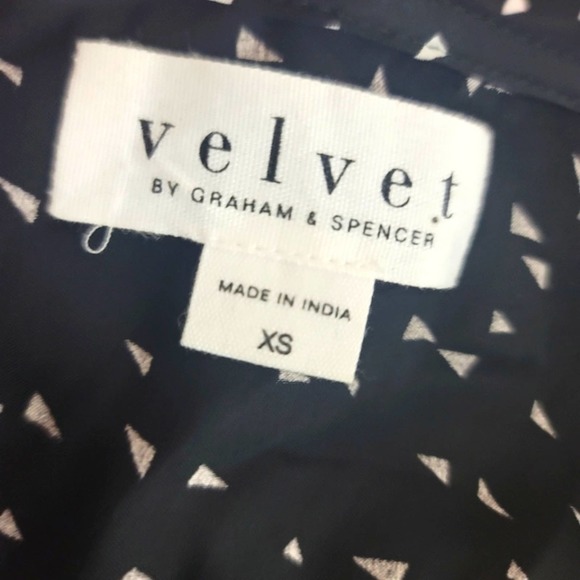 velvet
BY GRAHAM & SPENCER
MADE IN INDIA
XS